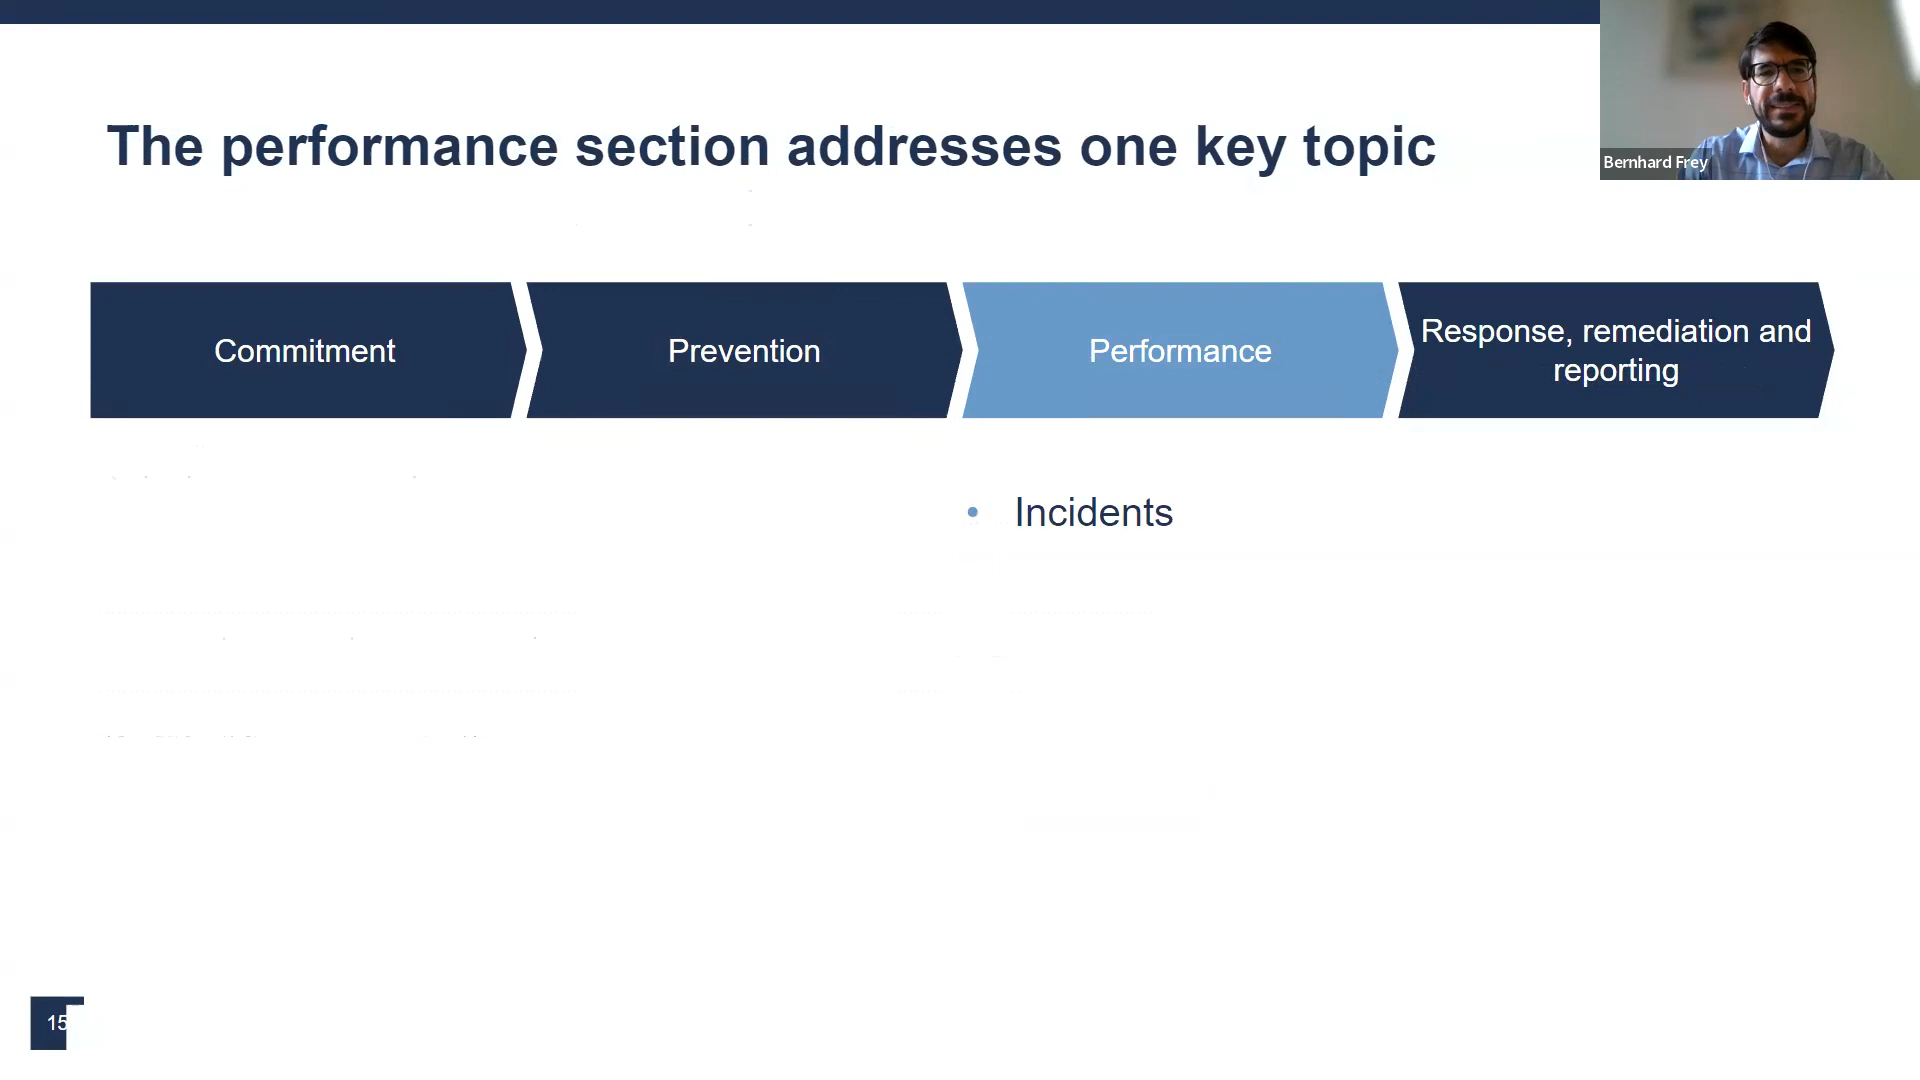 The performance section addresses one key topic
Bernhard Frey
Commitment
Prevention
Performance
Response, remediation and
reporting
• Incidents
15